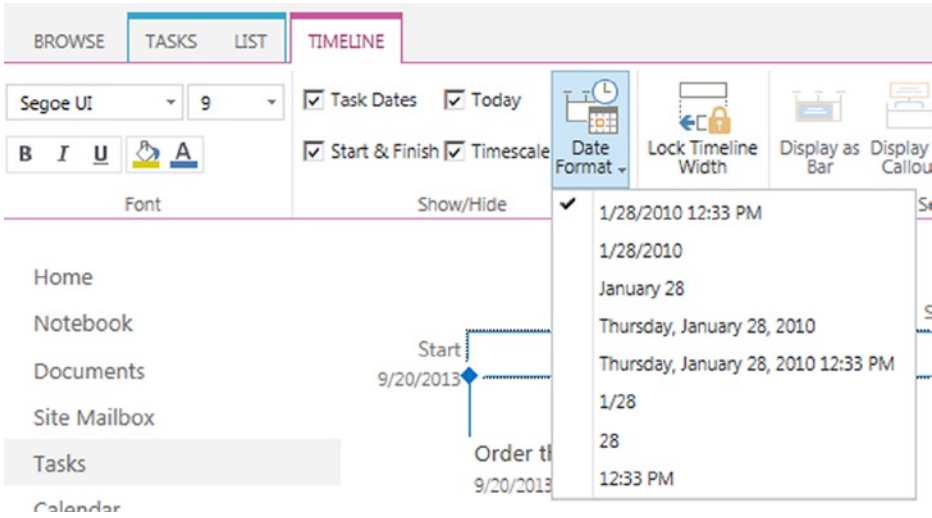 BROWSE TASKS LIST TIMELINE
Segoe UI 9
B I U A
Font
Task Dates Today
Start & Finish Timescale
Show/Hide
Date Format
Lock Timeline Width
Display as Bar
Display
1/28/2010 12:33 PM
1/28/2010
January 28
Thursday, January 28, 2010
Thursday, January 28, 2010 12:33 PM
1/28
28
12:33 PM
Home
Notebook
Documents
Site Mailbox
Tasks
Calendar
Start
9/20/2013
Order
9/20/2013